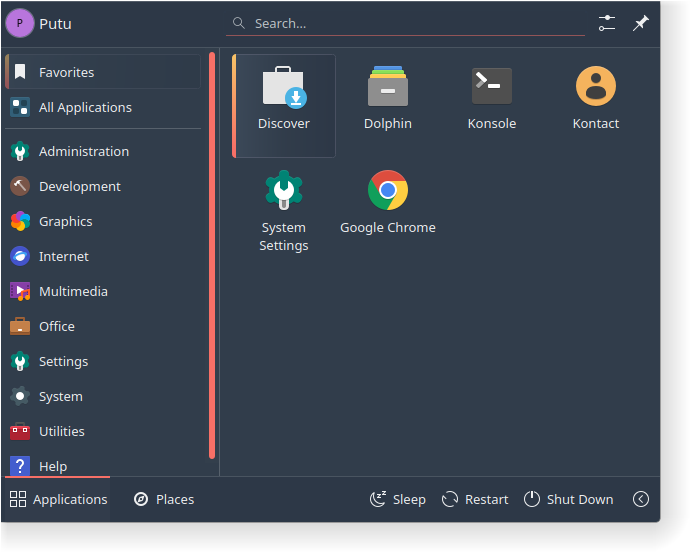 P Putu
Search...
Favorites
All Applications
Administration
Development
Graphics
Internet
Multimedia
Office
Settings
System
Utilities
? Help
Discover
Dolphin
Konsole
Kontact
System
Settings
Google Chrome
Applications
Places
Sleep
Restart
Shut Down